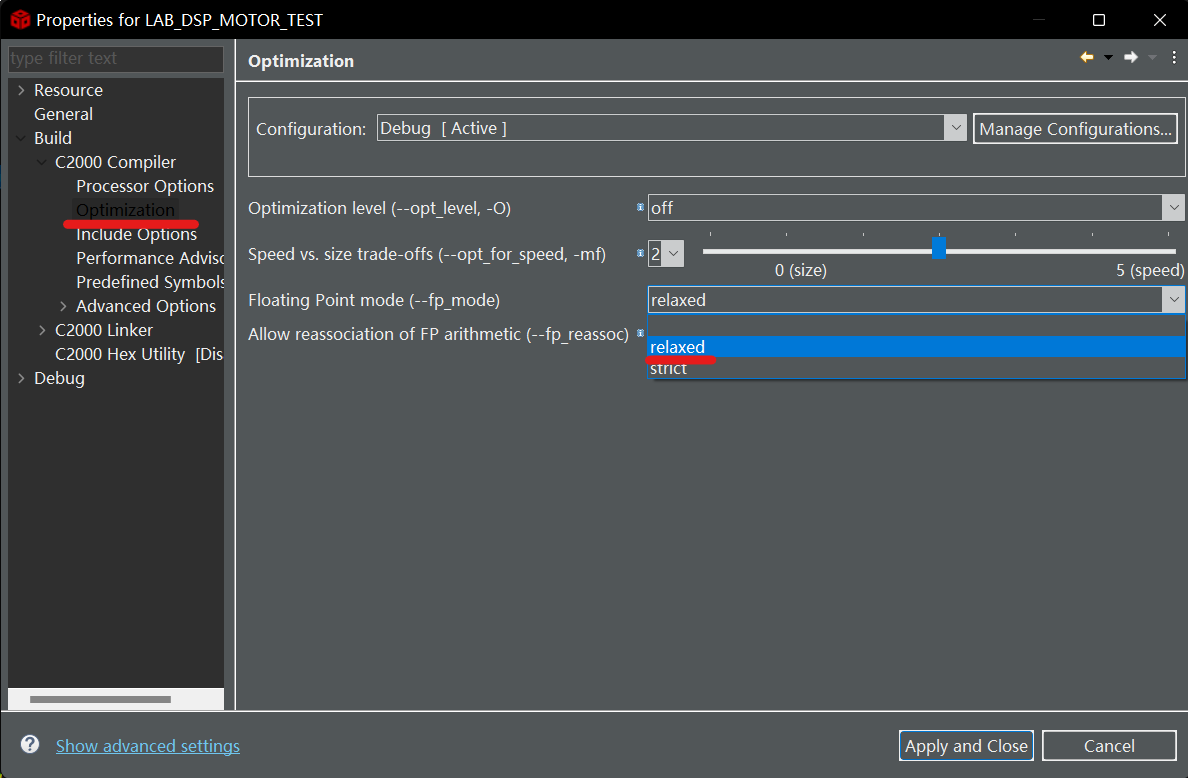 Properties for LAB_DSP_MOTOR_TEST
type filter text
Resource
General
Build
C2000 Compiler
Processor Options
Optimization
Include Options
Performance Advisc
Predefined Symbols
Advanced Options
C2000 Linker
C2000 Hex Utility [Dis
Debug
Optimization
Configuration: Debug [ Active ] Manage Configurations...
Optimization level (--opt_level, -O) off
Speed vs. size trade-offs (--opt_for_speed, -mf) 2
0 (size) 5 (speed)
Floating Point mode (--fp_mode) relaxed
Allow reassociation of FP arithmetic (--fp_reassoc)
relaxed
strict
Show advanced settings
Apply and Close Cancel